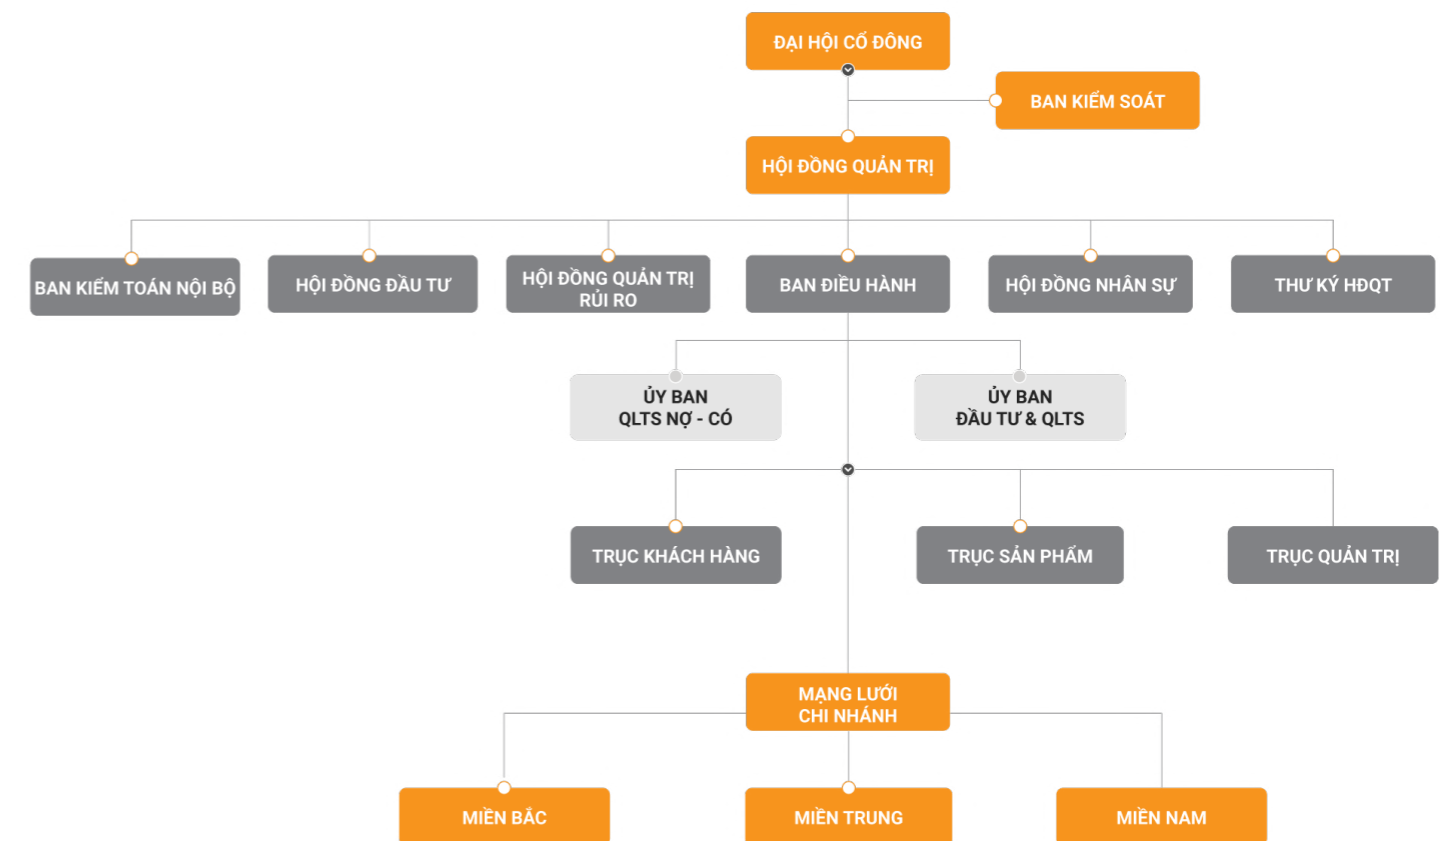 ĐẠI HỘI CỔ ĐÔNG
BAN KIỂM SOÁT
HỘI ĐỒNG QUẢN TRỊ
BAN KIỂM TOÁN NỘI BỘ
HỘI ĐỒNG ĐẦU TƯ
HỘI ĐỒNG QUẢN TRỊ
RỦI RO
BAN ĐIỀU HÀNH
HỘI ĐỒNG NHÂN SỰ
THƯ KÝ HĐQT
ỦY BAN
QLTS NỢ - CÓ
ỦY BAN
ĐẦU TƯ & QLTS
TRỤC KHÁCH HÀNG
TRỤC SẢN PHẨM
TRỤC QUẢN TRỊ
MẠNG LƯỚI
CHI NHÁNH
MIỀN BẮC
MIỀN TRUNG
MIỀN NAM